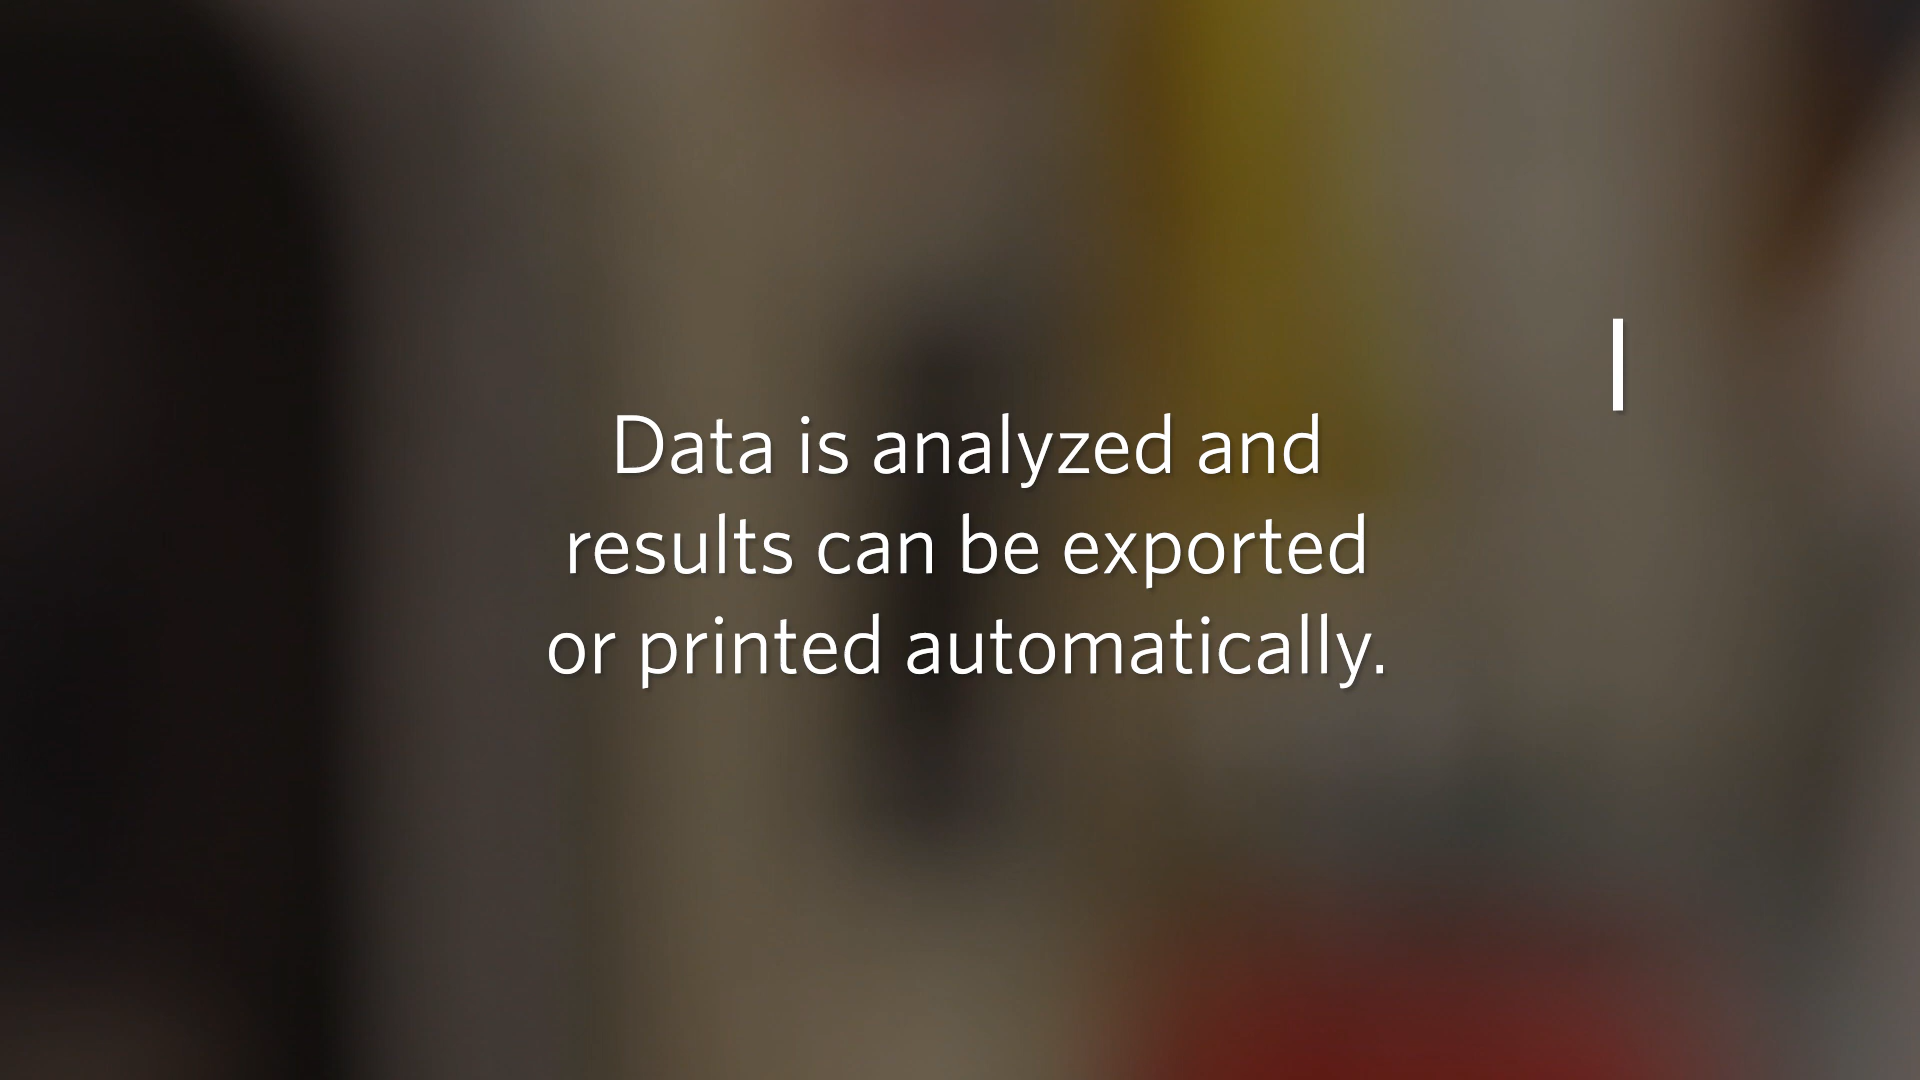 Data is analyzed and
results can be exported
or printed automatically.